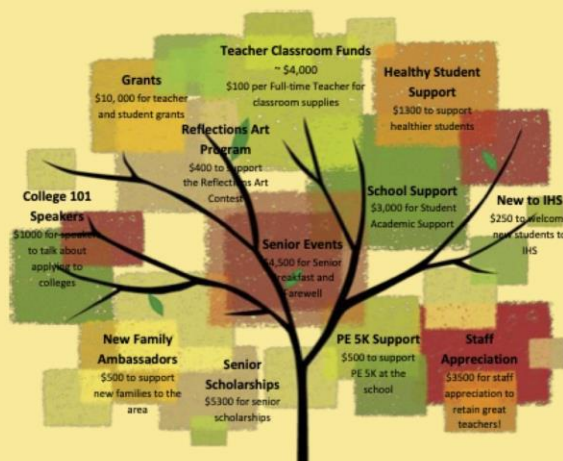 Teacher Classroom Funds
~ $4,000
$100 per Full-time Teacher for
classroom supplies
Grants
$10, 000 for teacher
and student grants
Healthy Student
Support
$1300 to support
healthier students
Reflections Art
Program
$400 to support
the Reflections Art
Contest
College 101
Speakers
$1000 for speakers
to talk about
applying to
colleges
School Support
$3,000 for Student
Academic Support
New to IHS
$250 to welcome
new students to
IHS
Senior Events
$4,500 for Senior
Breakfast and
Farewell
New Family
Ambassadors
$500 to support
new families to the
area
Senior
Scholarships
$5300 for senior
scholarships
PE 5K Support
$500 to support
PE 5K at the
school
Staff
Appreciation
$3500 for staff
appreciation to
retain great
teachers!